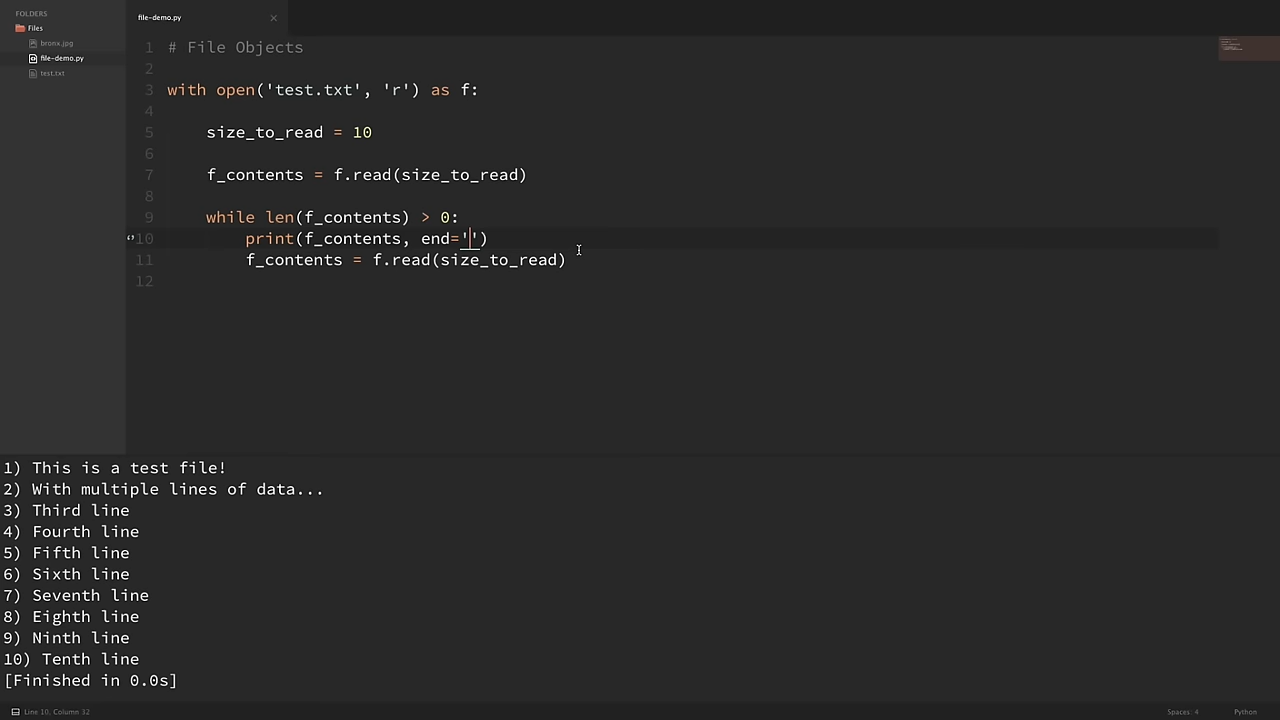 FOLDERS
Files
bronx.jpg
file-demo.py
test.txt
file-demo.py
1 # File Objects
2
3 with open('test.txt', 'r') as f:
4
5     size_to_read = 10
6
7     f_contents = f.read(size_to_read)
8
9     while len(f_contents) > 0:
10         print(f_contents, end='')
11         f_contents = f.read(size_to_read)
12
1) This is a test file!
2) With multiple lines of data...
3) Third line
4) Fourth line
5) Fifth line
6) Sixth line
7) Seventh line
8) Eighth line
9) Ninth line
10) Tenth line
[Finished in 0.0s]
Line 10, Column 32
Spaces: 4
Python